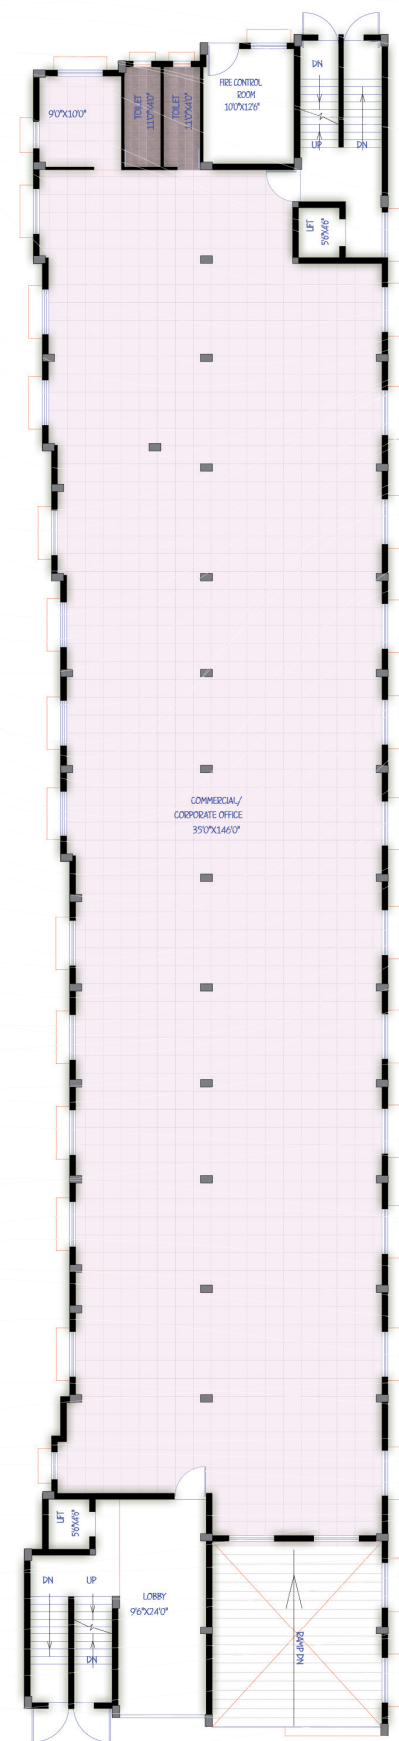 DN
UP
DN
FIRE CONTROL
ROOM
10'0"X12'6"
9'0"X10'0"
TOILET
11'0"X4'0"
TOILET
11'0"X4'0"
LIFT
5'6"X4'6"
COMMERCIAL/
CORPORATE OFFICE
35'0"X146'0"
LIFT
5'6"X4'6"
DN
UP
DN
LOBBY
9'6"X24'0"
RAMP DN